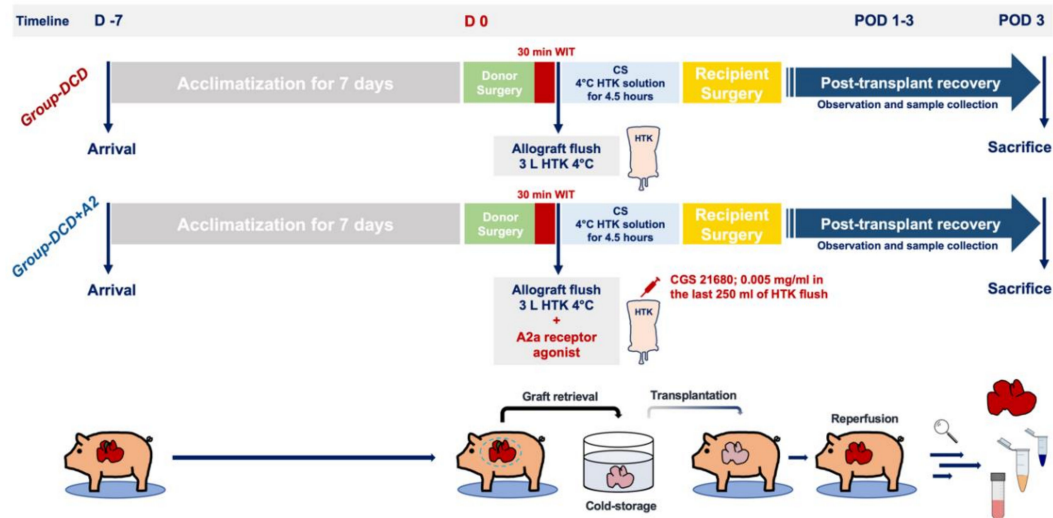 Timeline D -7 D 0 POD 1-3 POD 3
30 min WIT
Group-DCD
Acclimatization for 7 days
Donor
Surgery
CS
4°C HTK solution
for 4.5 hours
Recipient
Surgery
Post-transplant recovery
Observation and sample collection
Arrival
Allograft flush
3 L HTK 4°C
HTK
Sacrifice
30 min WIT
Group-DCD+A2
Acclimatization for 7 days
Donor
Surgery
CS
4°C HTK solution
for 4.5 hours
Recipient
Surgery
Post-transplant recovery
Observation and sample collection
Arrival
Allograft flush
3 L HTK 4°C
+
A2a receptor
agonist
HTK
CGS 21680; 0.005 mg/ml in
the last 250 ml of HTK flush
Sacrifice
Graft retrieval
Transplantation
Reperfusion
Cold-storage